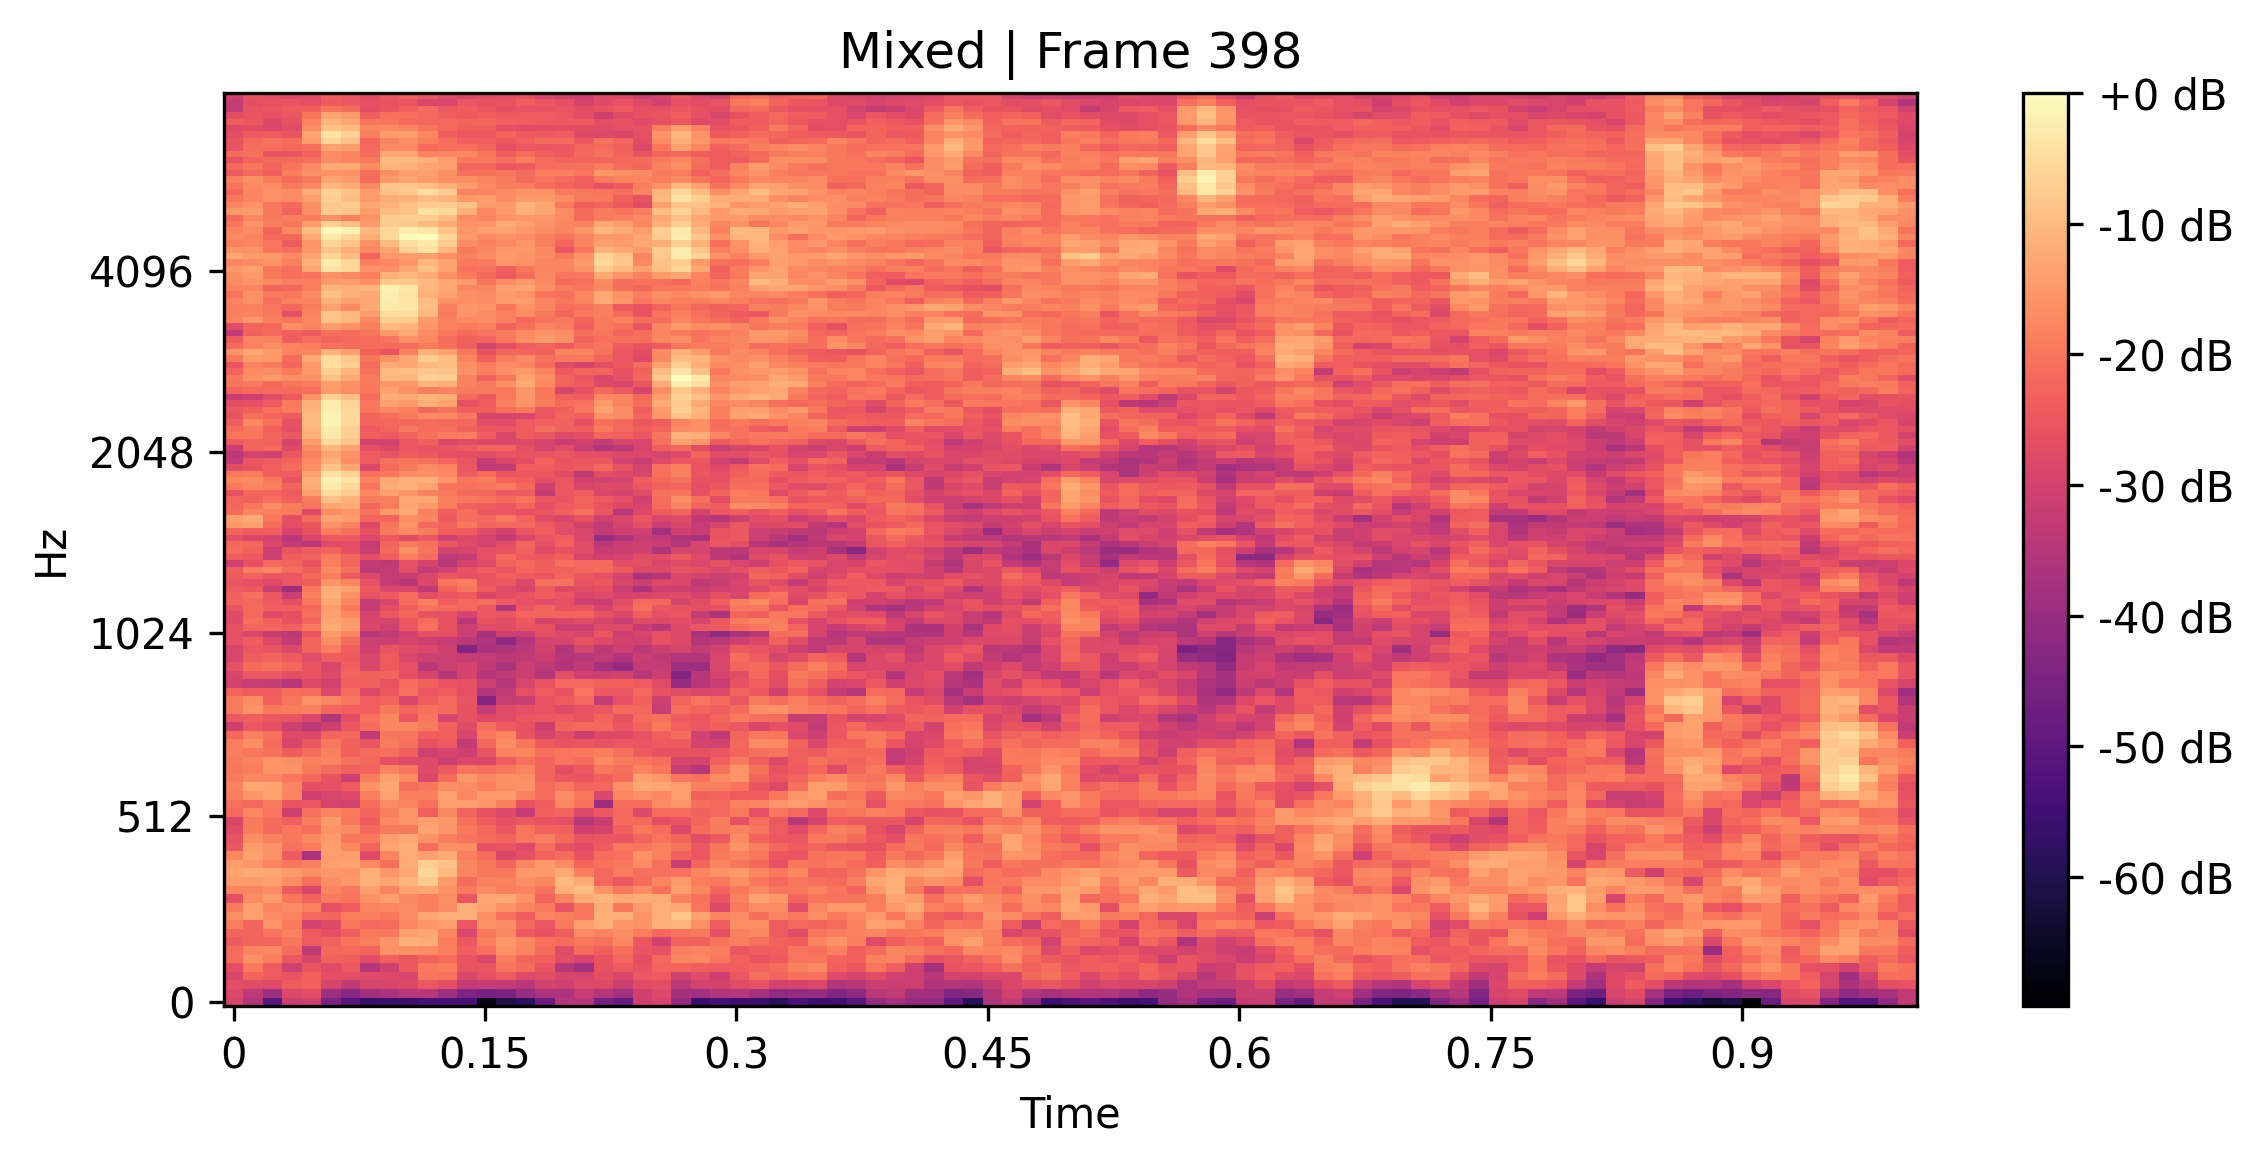 Mixed | Frame 398
Hz
4096
2048
1024
512
0
0 0.15 0.3 0.45 0.6 0.75 0.9
Time
+0 dB
-10 dB
-20 dB
-30 dB
-40 dB
-50 dB
-60 dB